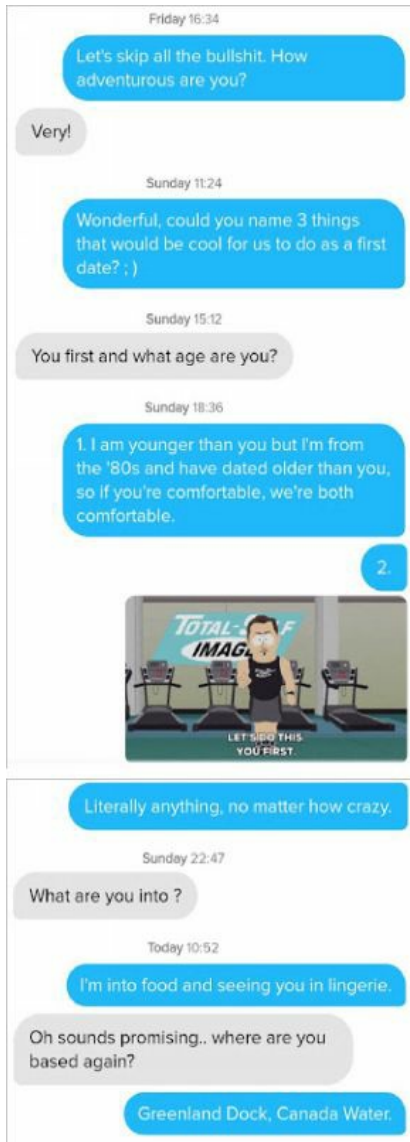 Friday 16:34
Let's skip all the bullshit. How
adventurous are you?
Very!
Sunday 11:24
Wonderful, could you name 3 things
that would be cool for us to do as a first
date? ; )
Sunday 15:12
You first and what age are you?
Sunday 18:36
1. I am younger than you but I'm from
the '80s and have dated older than you,
so if you're comfortable, we're both
comfortable.
2.
TOTAL-
IMAGE
LET'S DO THIS.
YOU FIRST.
Literally anything, no matter how crazy.
Sunday 22:47
What are you into ?
Today 10:52
I'm into food and seeing you in lingerie.
Oh sounds promising.. where are you
based again?
Greenland Dock, Canada Water.